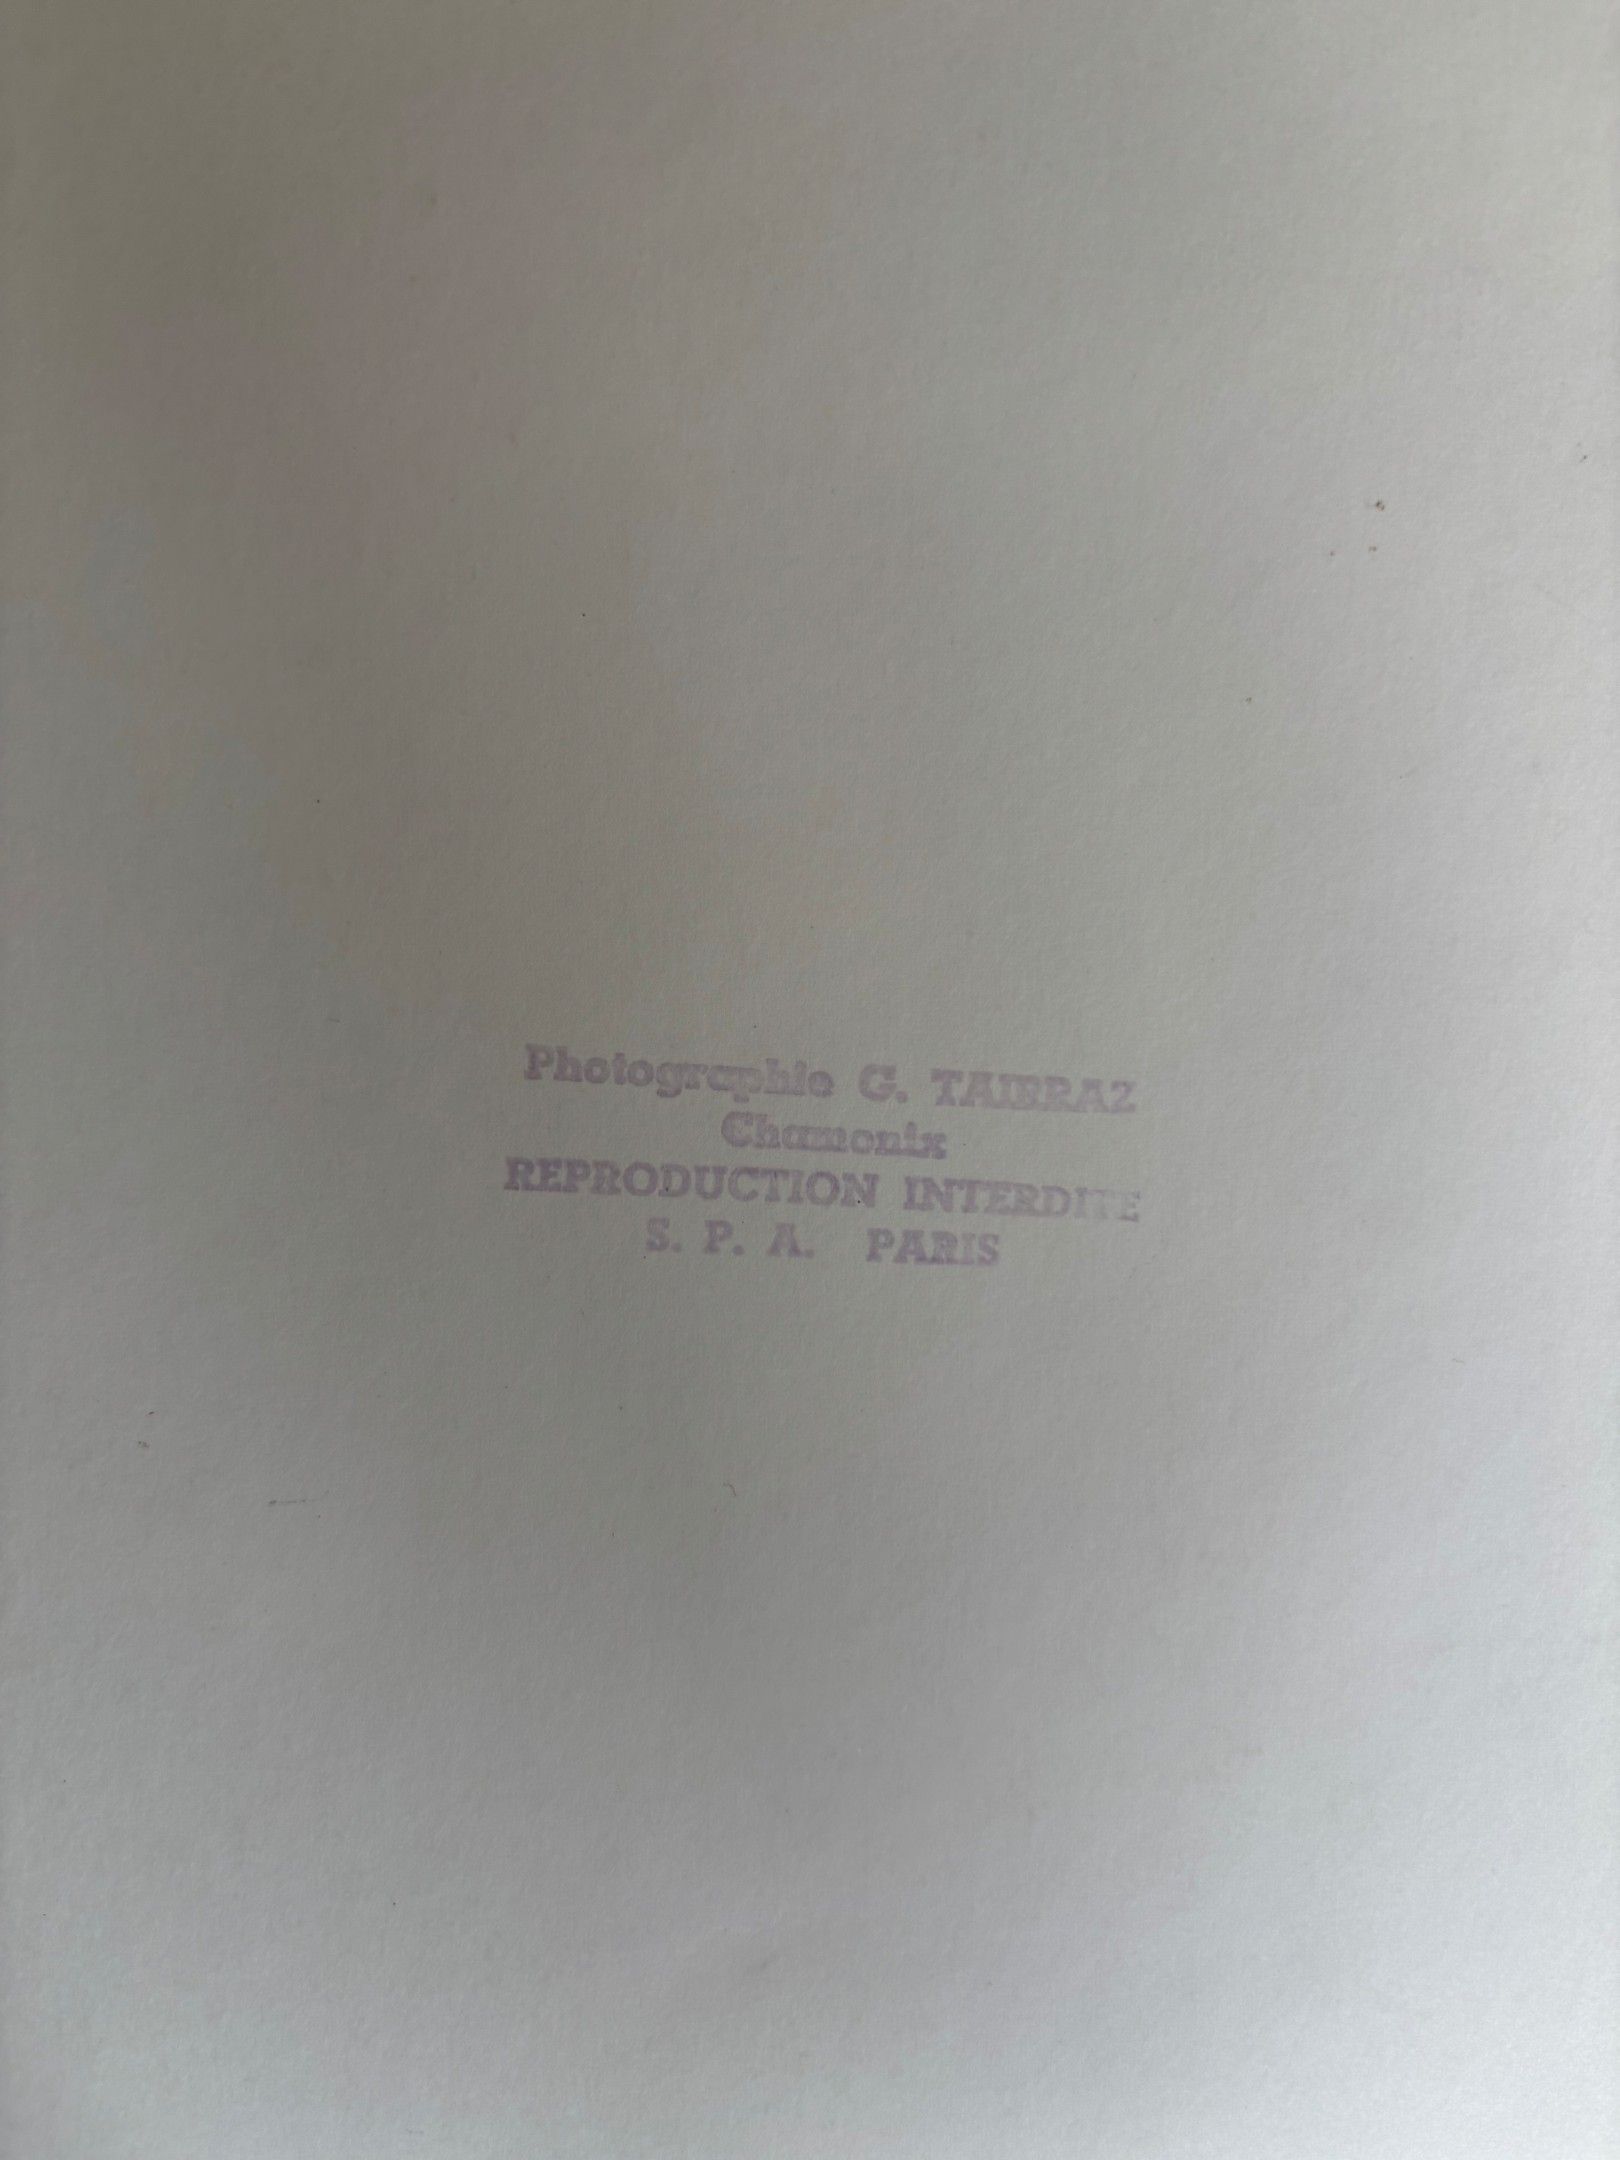 Photographie G. TAIRRAZ
Chamonix
REPRODUCTION INTERDITE
S. P. A. PARIS